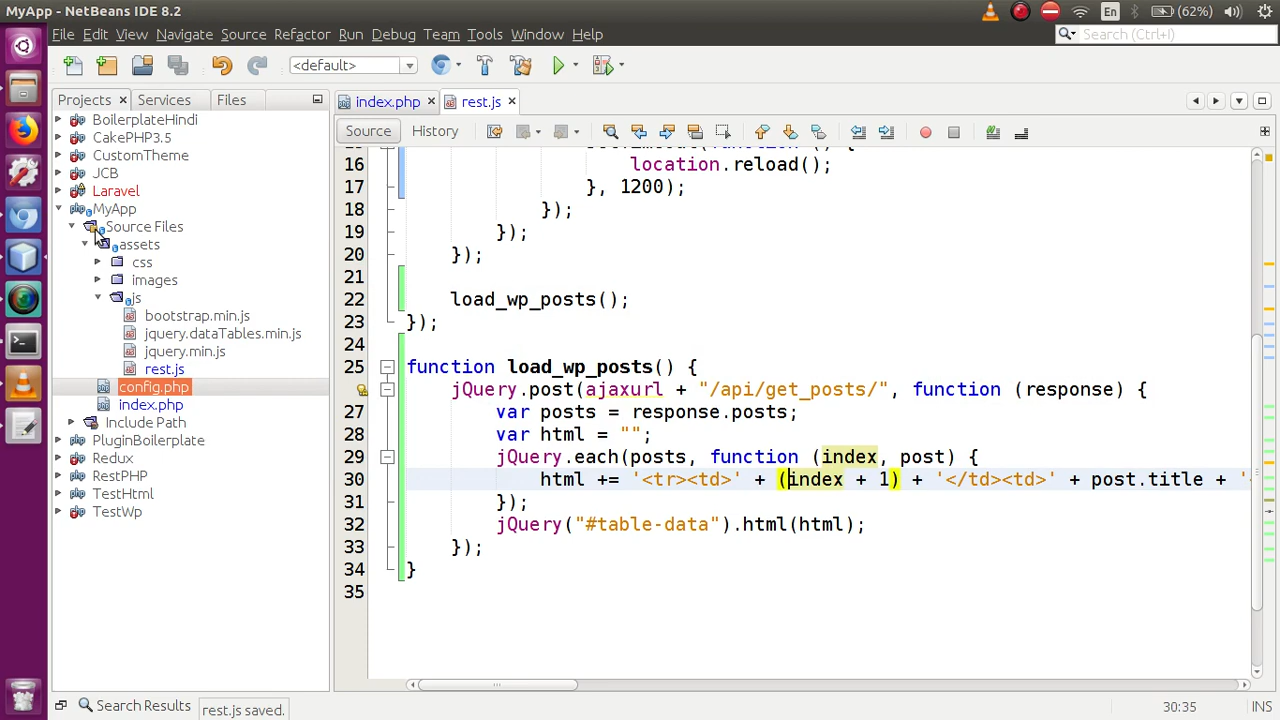 MyApp - NetBeans IDE 8.2
En
(62%)
File Edit View Navigate Source Refactor Run Debug Team Tools Window Help
Search (Ctrl+I)
<default>
Projects
Services
Files
index.php
rest.js
Source
History
BoilerplateHindi
CakePHP3.5
CustomTheme
JCB
Laravel
MyApp
Source Files
assets
css
images
js
bootstrap.min.js
jquery.dataTables.min.js
jquery.min.js
rest.js
config.php
index.php
Include Path
PluginBoilerplate
Redux
RestPHP
TestHtml
TestWp
16 location.reload();
17 }, 1200);
18 });
19 });
20 });
21
22 load_wp_posts();
23 });
24
25 function load_wp_posts() {
jQuery.post(ajaxurl + "/api/get_posts/", function (response) {
27 var posts = response.posts;
28 var html = "";
29 jQuery.each(posts, function (index, post) {
30 html += '<tr><td>' + (index + 1) + '</td><td>' + post.title + '
31 });
32 jQuery("#table-data").html(html);
33 });
34 }
35
Search Results
rest.js saved.
30:35
INS